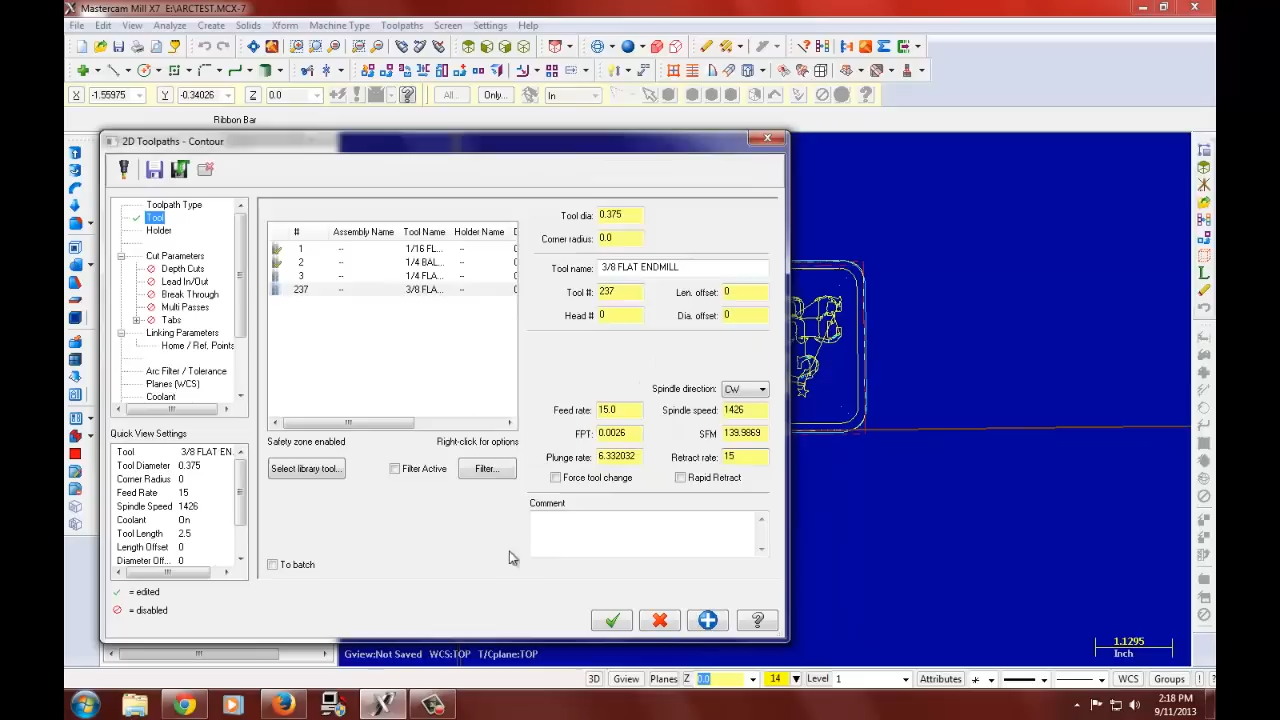 Mastercam Mill X7 E:\ARCTEST.MCX-7
File Edit View Analyze Create Solids Xform Machine Type Toolpaths Screen Settings Help
X -1.55975 Y -0.34026 Z 0.0 All... Only... In
Ribbon Bar
2D Toolpaths - Contour
Toolpath Type
Tool
Holder
Cut Parameters
Depth Cuts
Lead In/Out
Break Through
Multi Passes
Tabs
Linking Parameters
Home / Ref. Points
Arc Filter / Tolerance
Planes (WCS)
Coolant
Quick View Settings
Tool 3/8 FLAT EN...
Tool Diameter 0.375
Corner Radius 0
Feed Rate 15
Spindle Speed 1426
Coolant On
Tool Length 2.5
Length Offset 0
Diameter Off... 0
= edited
= disabled
# Assembly Name Tool Name Holder Name D
1 -- 1/16 FL... -- 0
2 -- 1/4 BAL... -- 0
3 -- 1/4 FLA... -- 0
237 -- 3/8 FLA... -- 0
Safety zone enabled Right-click for options
Select library tool... Filter Active Filter...
To batch
Tool dia: 0.375
Corner radius: 0.0
Tool name: 3/8 FLAT ENDMILL
Tool #: 237 Len. offset: 0
Head # 0 Dia. offset: 0
Spindle direction: CW
Feed rate: 15.0 Spindle speed: 1426
FPT: 0.0026 SFM 139.9869
Plunge rate: 6.332032 Retract rate: 15
Force tool change Rapid Retract
Comment
1.1295
Inch
Gview:Not Saved WCS:TOP T/Cplane:TOP
3D Gview Planes Z 0.0 14 Level 1 Attributes WCS Groups ?
2:18 PM
9/11/2013